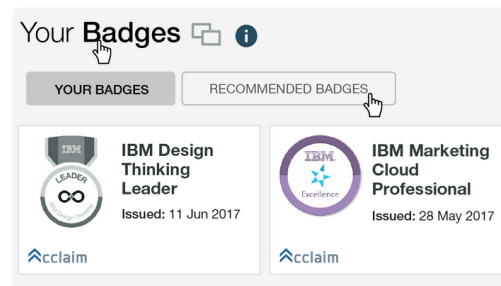 Your Badges
YOUR BADGES
RECOMMENDED BADGES
IBM
LEADER
IBM Design Thinking
IBM Design
Thinking
Leader
Issued: 11 Jun 2017
Acclaim
IBM
Excellence
IBM Marketing
Cloud
Professional
Issued: 28 May 2017
Acclaim